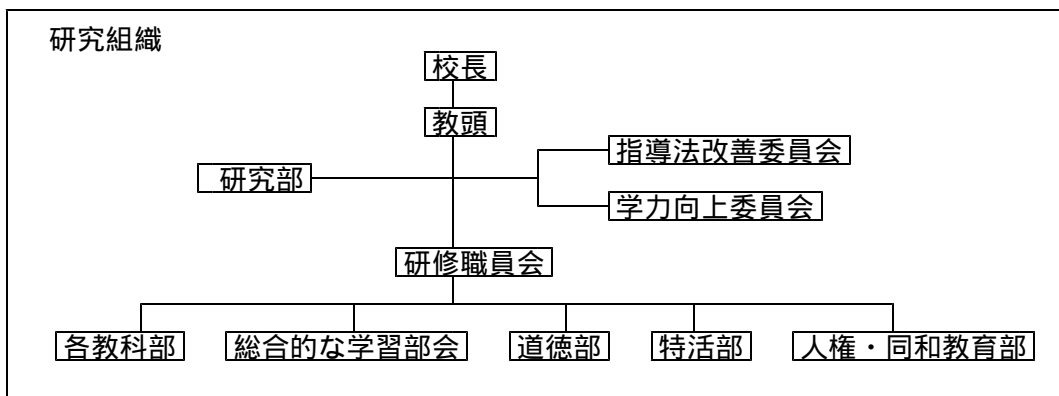 研究組織
校長
教頭
指導法改善委員会
研究部
学力向上委員会
研修職員会
各教科部 総合的な学習部会 道徳部 特活部 人権・同和教育部